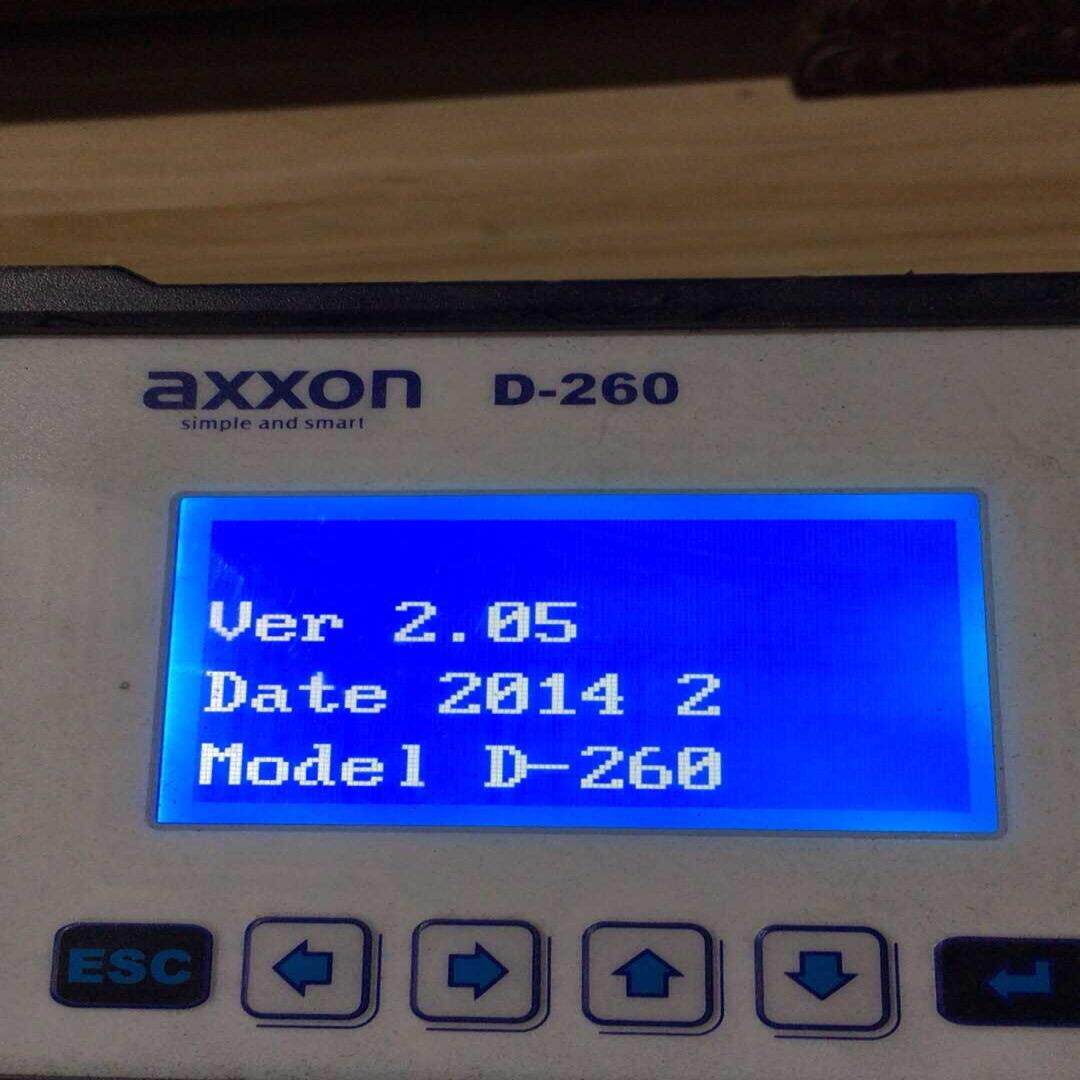 axxon D-260
simple and smart
Ver 2.05
Date 2014 2
Model D-260
ESC